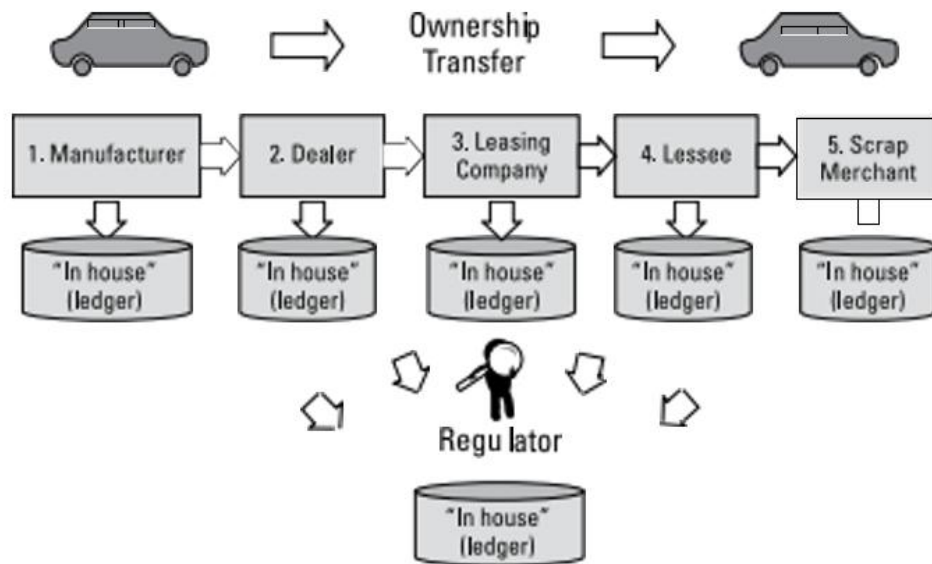 Ownership
Transfer
1. Manufacturer
2. Dealer
3. Leasing
Company
4. Lessee
5. Scrap
Merchant
"In house"
(ledger)
"In house"
(ledger)
"In house"
(ledger)
"In house"
(ledger)
"In house"
(ledger)
Regu lator
"In house"
(ledger)